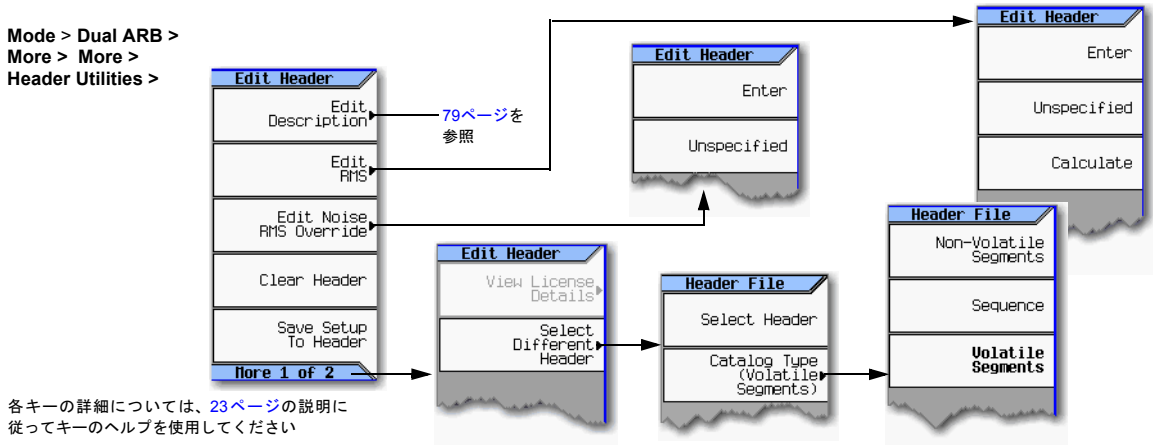 Mode > Dual ARB >
More > More >
Header Utilities >
Edit Header
Edit
Description
Edit
RMS
Edit Noise
RMS Override
Clear Header
Save Setup
To Header
More 1 of 2
79ページを
参照
Edit Header
Enter
Unspecified
Edit Header
Enter
Unspecified
Calculate
Edit Header
View License
Details
Select
Different
Header
Header File
Select Header
Catalog Type
(Volatile
Segments)
Header File
Non-Volatile
Segments
Sequence
Volatile
Segments
各キーの詳細については、23ページの説明に
従ってキーのヘルプを使用してください